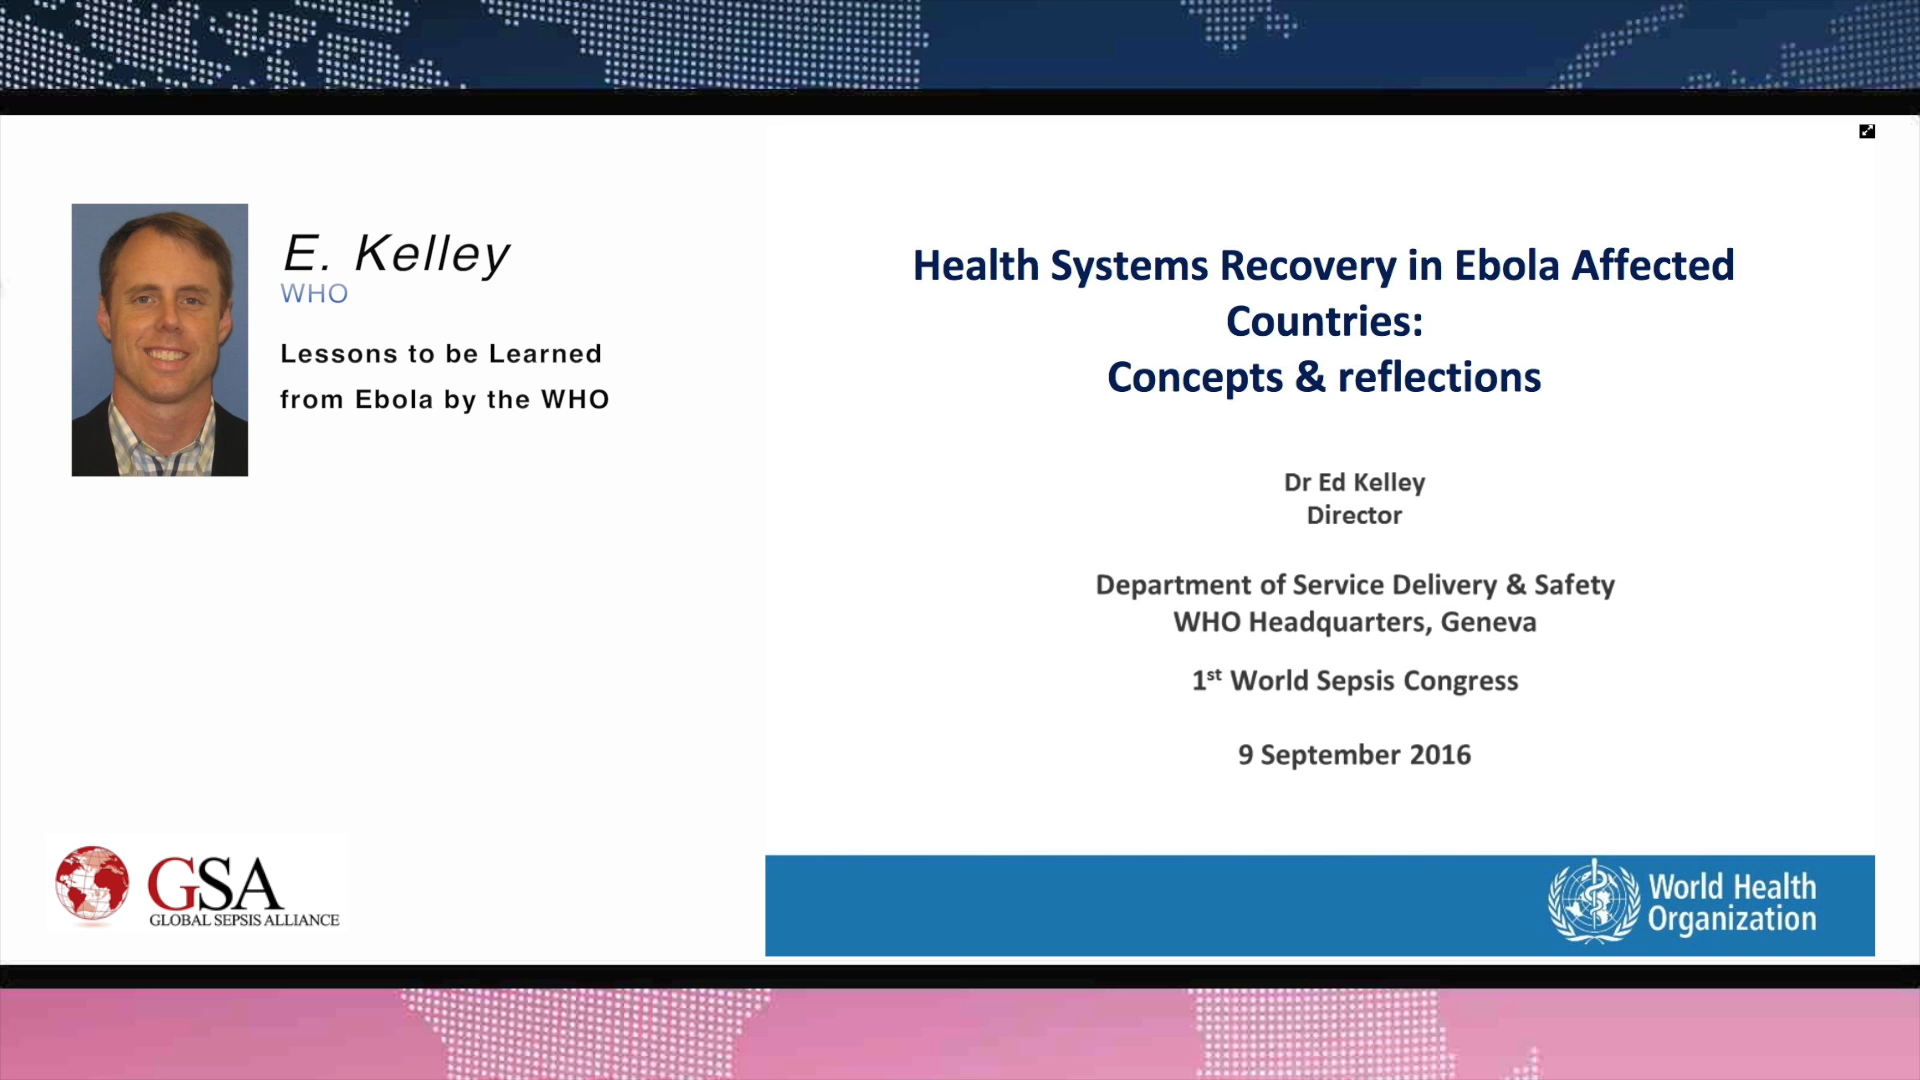 E. Kelley
WHO
Lessons to be Learned
from Ebola by the WHO
Health Systems Recovery in Ebola Affected
Countries:
Concepts & reflections
Dr Ed Kelley
Director
Department of Service Delivery & Safety
WHO Headquarters, Geneva
1st World Sepsis Congress
9 September 2016
GSA
GLOBAL SEPSIS ALLIANCE
World Health
Organization